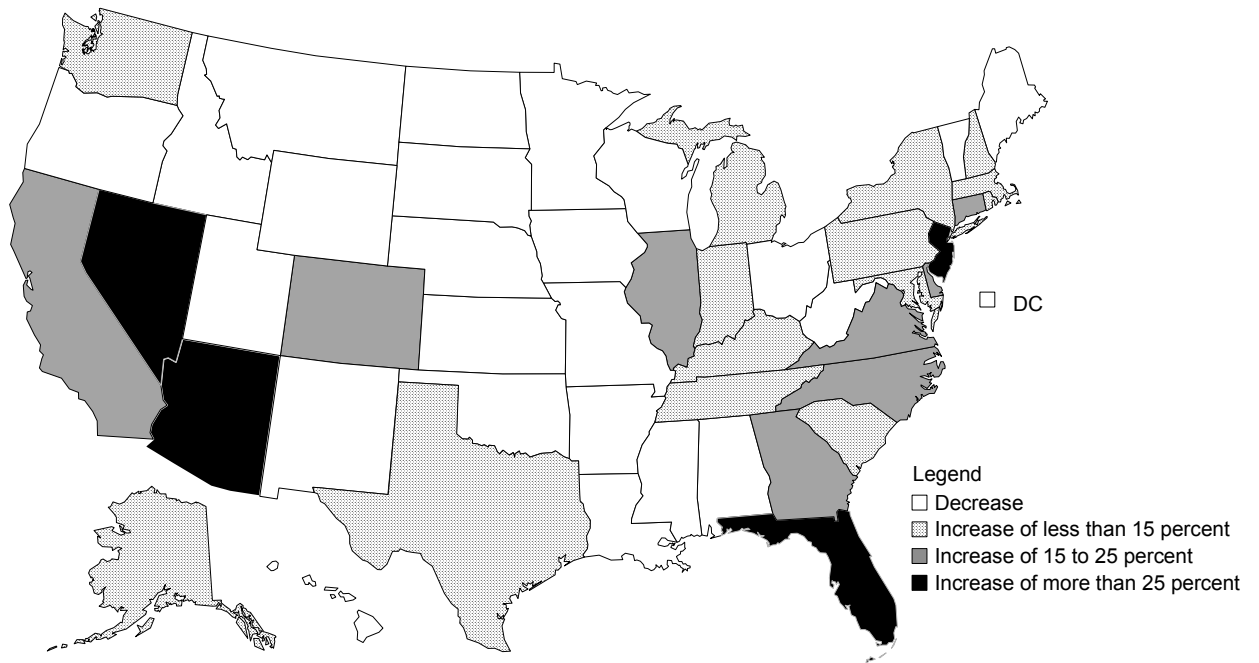 DC
Legend
Decrease
Increase of less than 15 percent
Increase of 15 to 25 percent
Increase of more than 25 percent